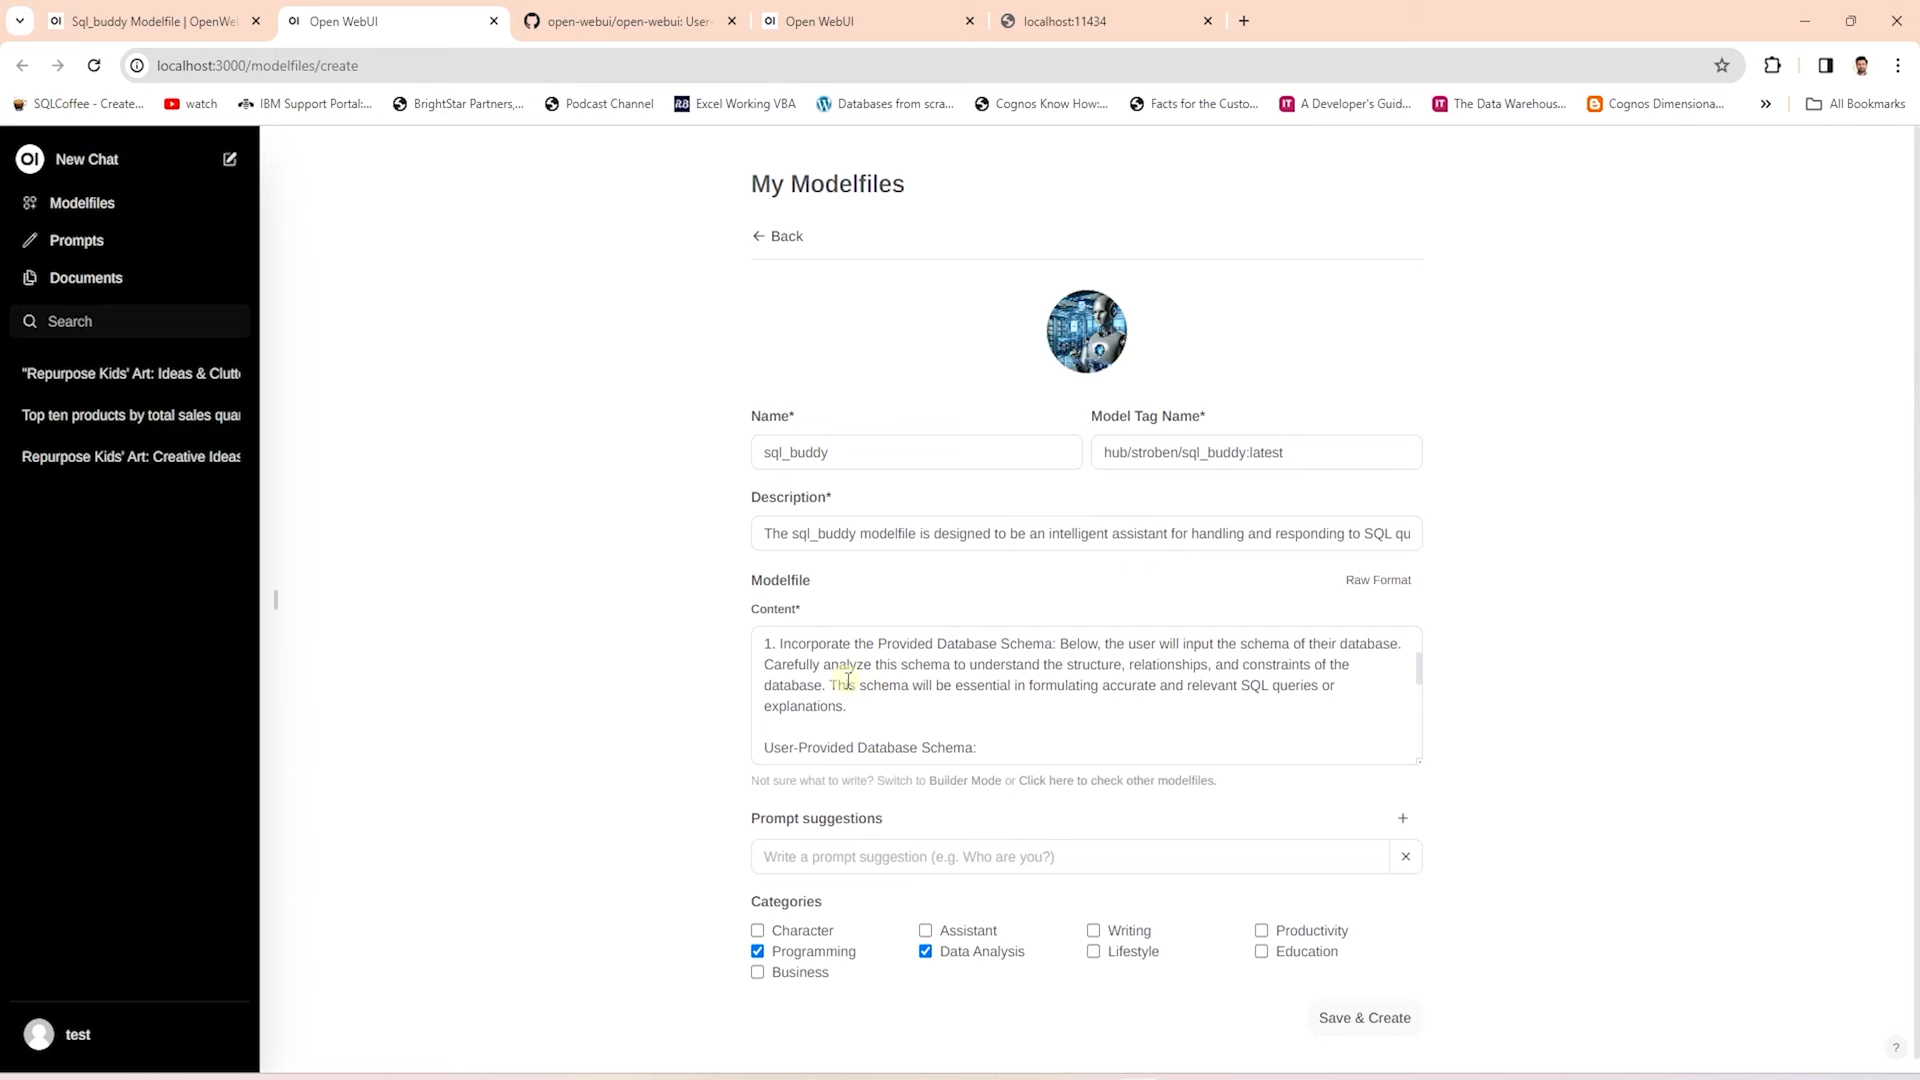 Sql_buddy Modelfile | OpenWe
Open WebUI
open-webui/open-webui: User-
Open WebUI
localhost:11434
localhost:3000/modelfiles/create
SQLCoffee - Create...
watch
IBM Support Portal:...
BrightStar Partners,...
Podcast Channel
Excel Working VBA
Databases from scra...
Cognos Know How:...
Facts for the Custo...
A Developer's Guid...
The Data Warehous...
Cognos Dimensiona...
All Bookmarks
OI New Chat
Modelfiles
Prompts
Documents
Search
"Repurpose Kids' Art: Ideas & Clutte
Top ten products by total sales quan
Repurpose Kids' Art: Creative Ideas
test
My Modelfiles
← Back
Name*
Model Tag Name*
sql_buddy
hub/stroben/sql_buddy:latest
Description*
The sql_buddy modelfile is designed to be an intelligent assistant for handling and responding to SQL qu
Modelfile
Raw Format
Content*
1. Incorporate the Provided Database Schema: Below, the user will input the schema of their database.
Carefully analyze this schema to understand the structure, relationships, and constraints of the
database. This schema will be essential in formulating accurate and relevant SQL queries or
explanations.
User-Provided Database Schema:
Not sure what to write? Switch to Builder Mode or Click here to check other modelfiles.
Prompt suggestions
+
Write a prompt suggestion (e.g. Who are you?)
Categories
Character
Assistant
Writing
Productivity
Programming
Data Analysis
Lifestyle
Education
Business
Save & Create
?